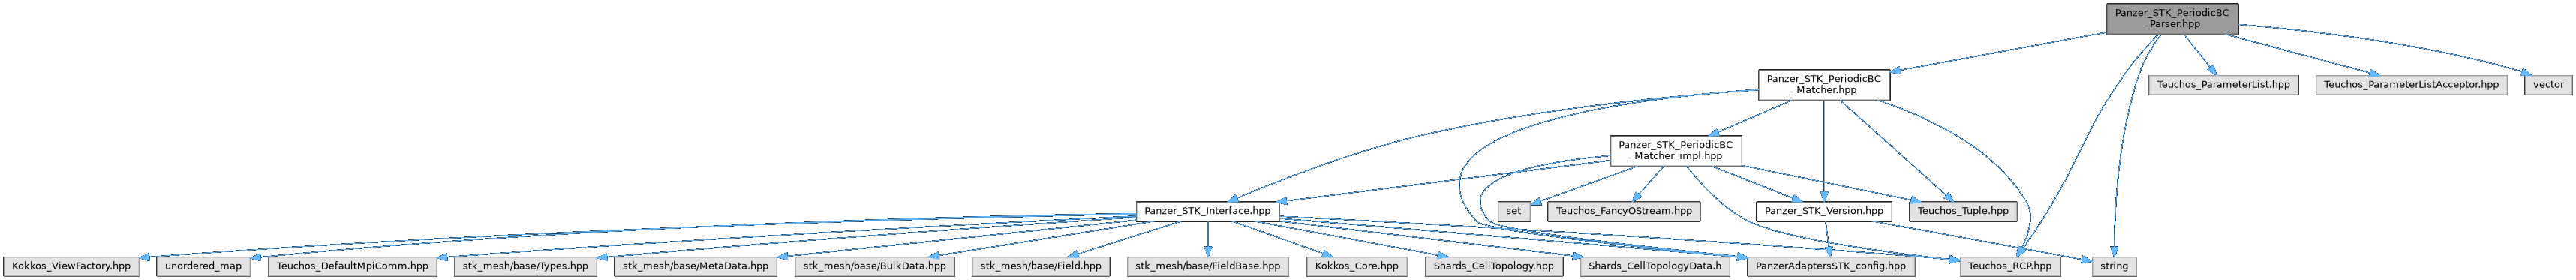 Panzer_STK_PeriodicBC
_Parser.hpp
Panzer_STK_PeriodicBC
_Matcher.hpp
Teuchos_ParameterList.hpp
Teuchos_ParameterListAcceptor.hpp
vector
Panzer_STK_PeriodicBC
_Matcher_impl.hpp
Panzer_STK_Interface.hpp
set
Teuchos_FancyOStream.hpp
Panzer_STK_Version.hpp
Teuchos_Tuple.hpp
Kokkos_ViewFactory.hpp
unordered_map
Teuchos_DefaultMpiComm.hpp
stk_mesh/base/Types.hpp
stk_mesh/base/MetaData.hpp
stk_mesh/base/BulkData.hpp
stk_mesh/base/Field.hpp
stk_mesh/base/FieldBase.hpp
Kokkos_Core.hpp
Shards_CellTopology.hpp
Shards_CellTopologyData.h
PanzerAdaptersSTK_config.hpp
Teuchos_RCP.hpp
string